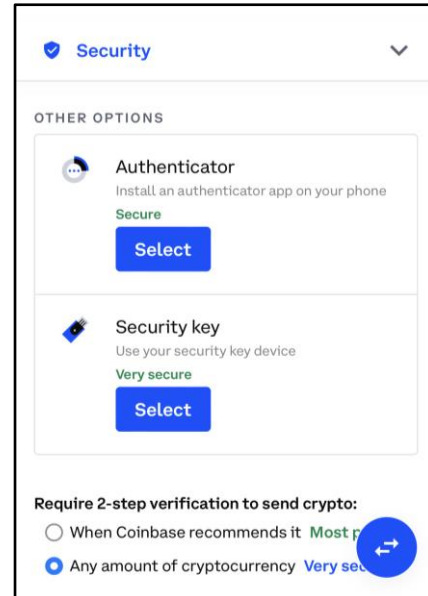 Security
OTHER OPTIONS
Authenticator
Install an authenticator app on your phone
Secure
Select
Security key
Use your security key device
Very secure
Select
Require 2-step verification to send crypto:
When Coinbase recommends it Most
Any amount of cryptocurrency Very